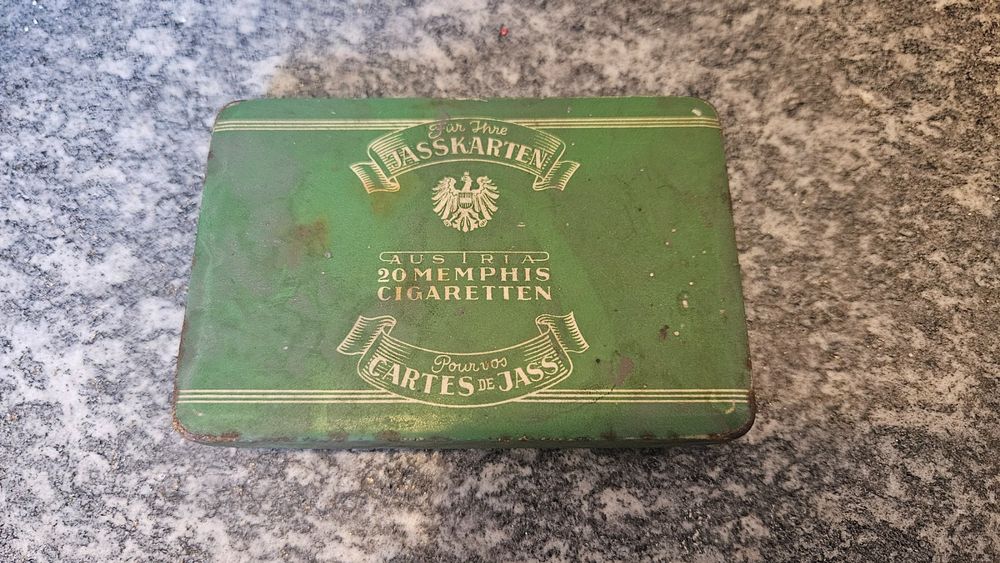 Für Ihre
JASSKARTEN
AUSTRIA
20 MEMPHIS
CIGARETTEN
Pour vos
CARTES DE JASS